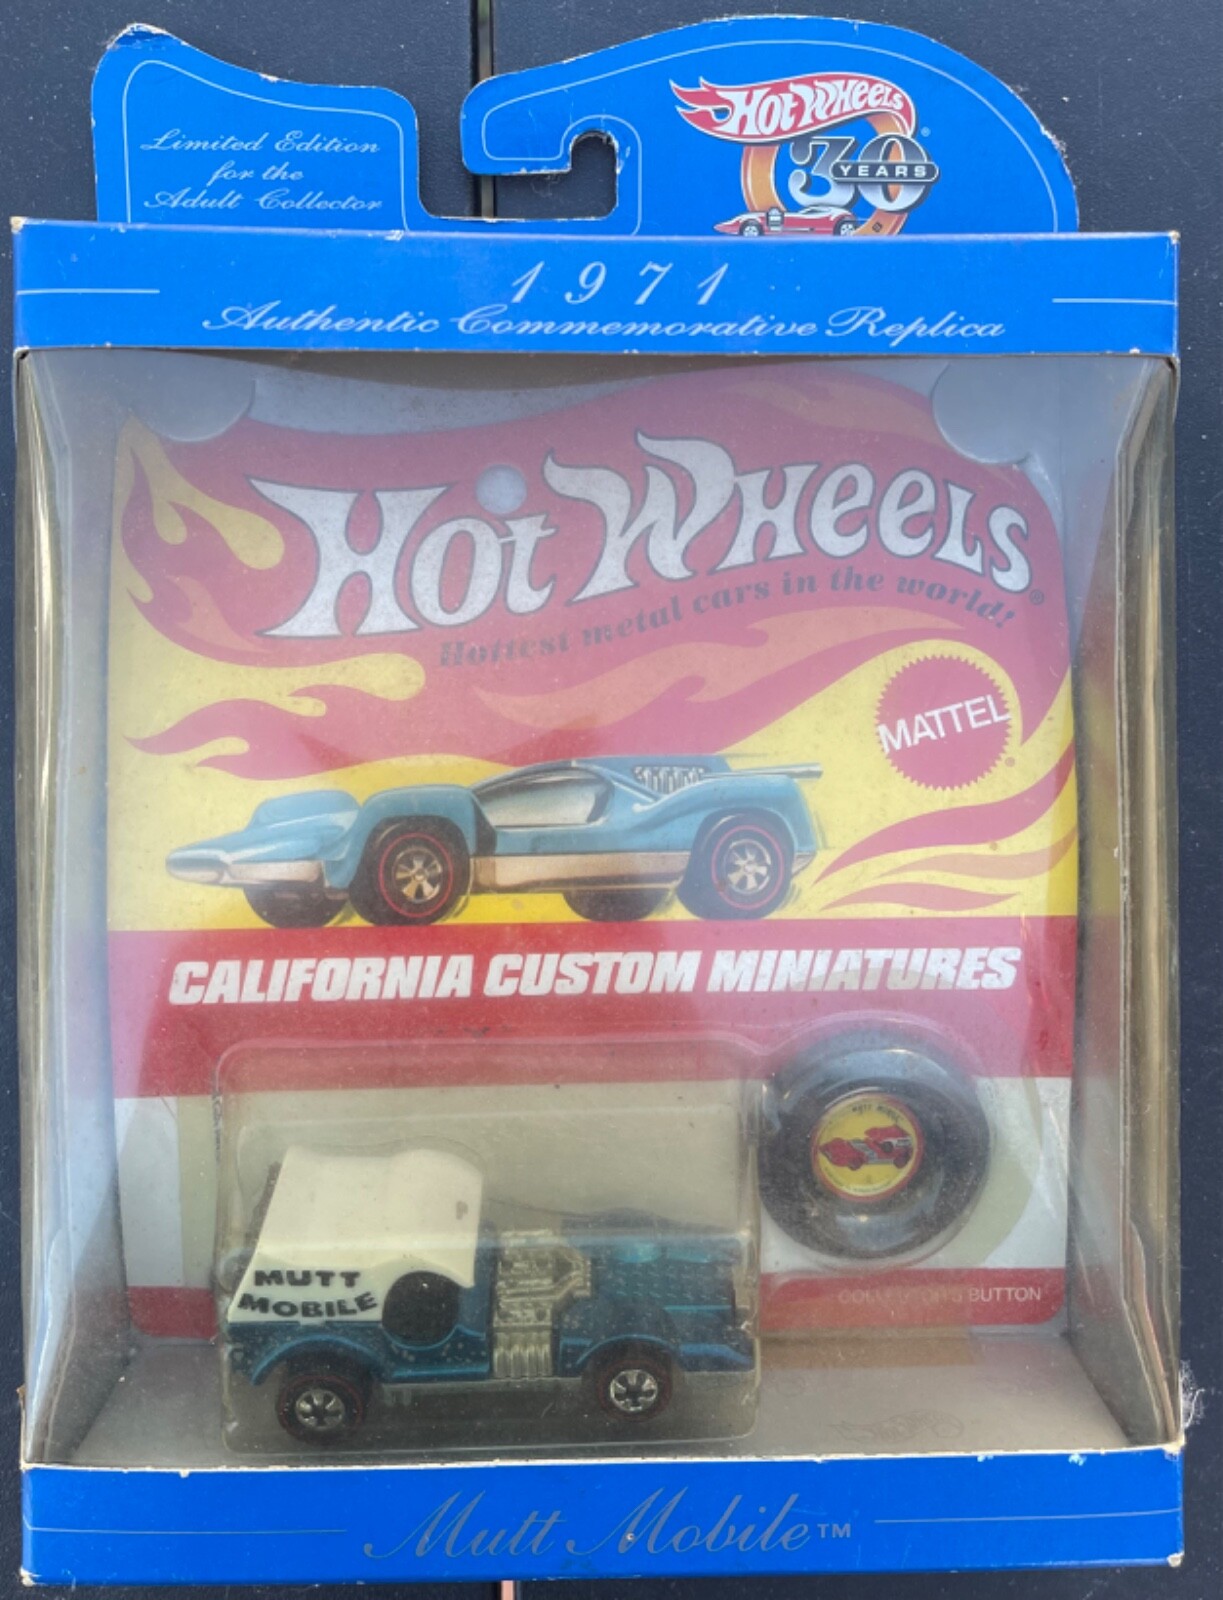 Limited Edition
for the
Adult Collector
Hot Wheels ®
30
YEARS
1971
Authentic Commemorative Replica
Hot Wheels®
Hottest metal cars in the world!
MATTEL®
CALIFORNIA CUSTOM MINIATURES
MUTT
MOBILE
COLLECTOR'S BUTTON
Mutt Mobile™